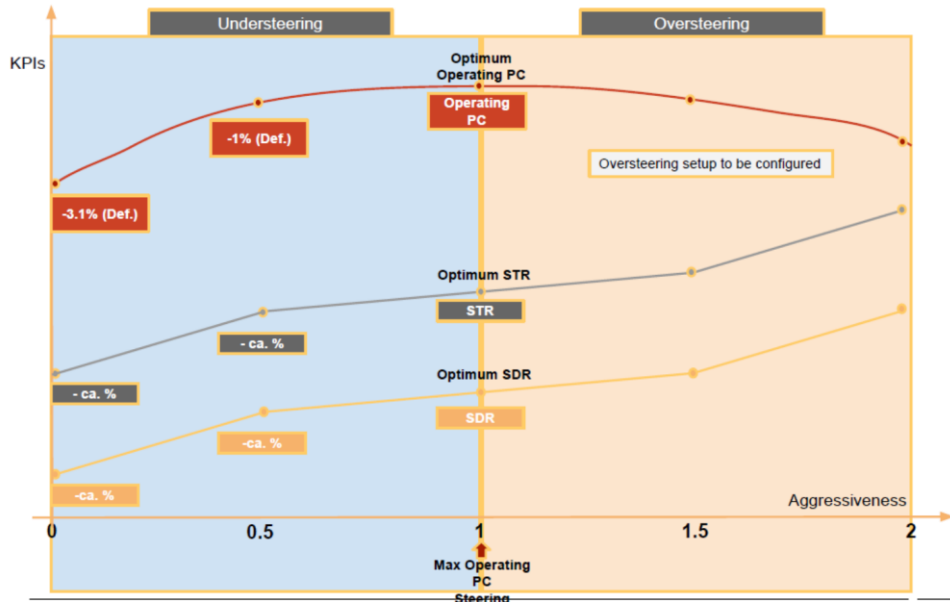 Understeering
Oversteering
KPIs
Optimum
Operating PC
Operating
PC
-1% (Def.)
Oversteering setup to be configured
-3.1% (Def.)
Optimum STR
STR
- ca. %
- ca. %
Optimum SDR
SDR
-ca. %
-ca. %
Aggressiveness
0
0.5
1
1.5
2
Max Operating
PC
Steering